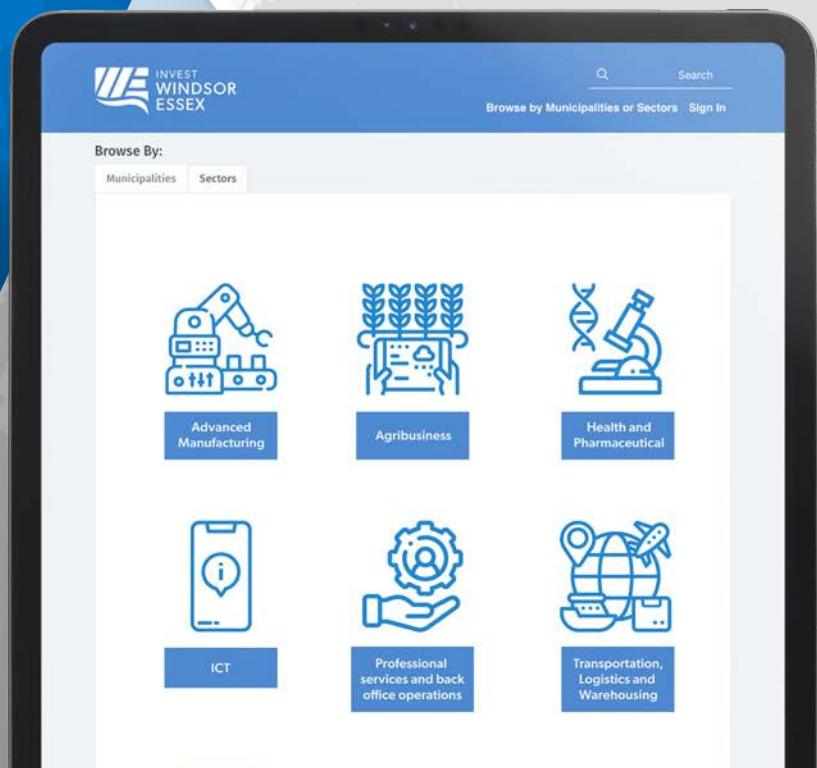 INVEST
WINDSOR
ESSEX
Search
Browse by Municipalities or Sectors Sign In
Browse By:
Municipalities Sectors
Advanced
Manufacturing
Agribusiness
Health and
Pharmaceutical
i
ICT
Professional
services and back
office operations
Transportation,
Logistics and
Warehousing